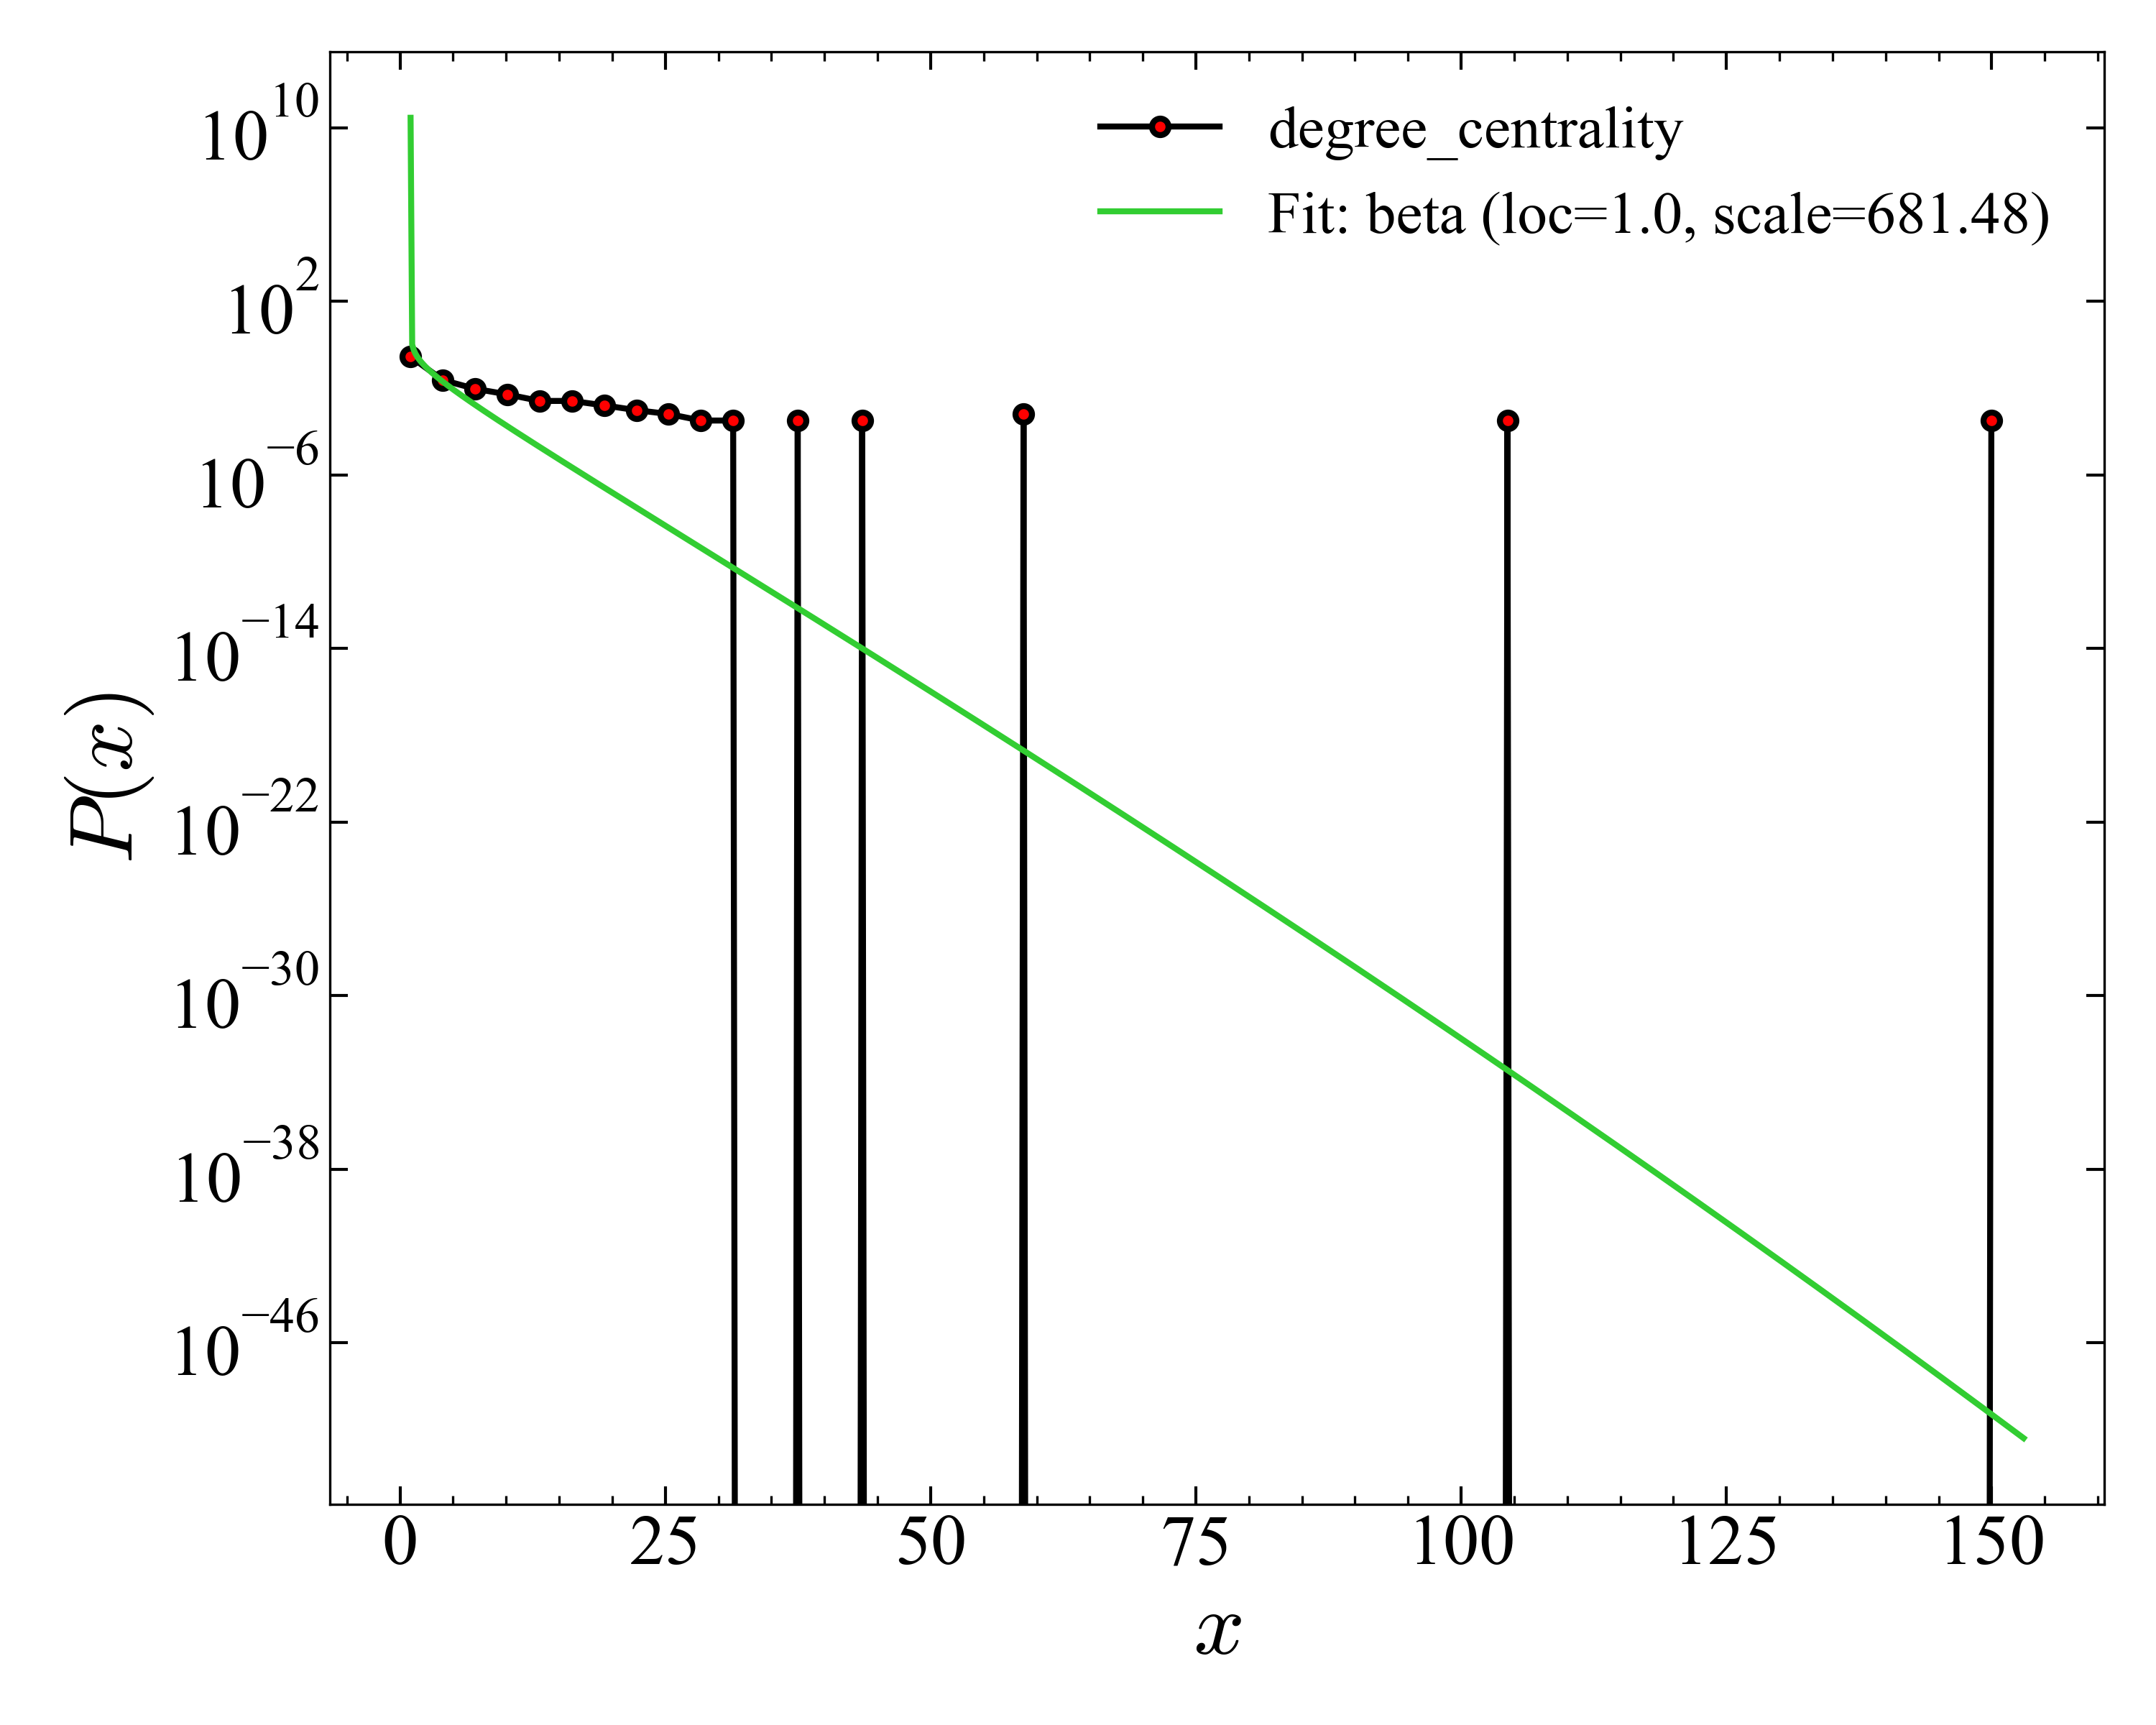 degree_centrality
Fit: beta (loc=1.0, scale=681.48)
10^10
10^2
10^−6
10^−14
10^−22
10^−30
10^−38
10^−46
P(x)
0 25 50 75 100 125 150
x